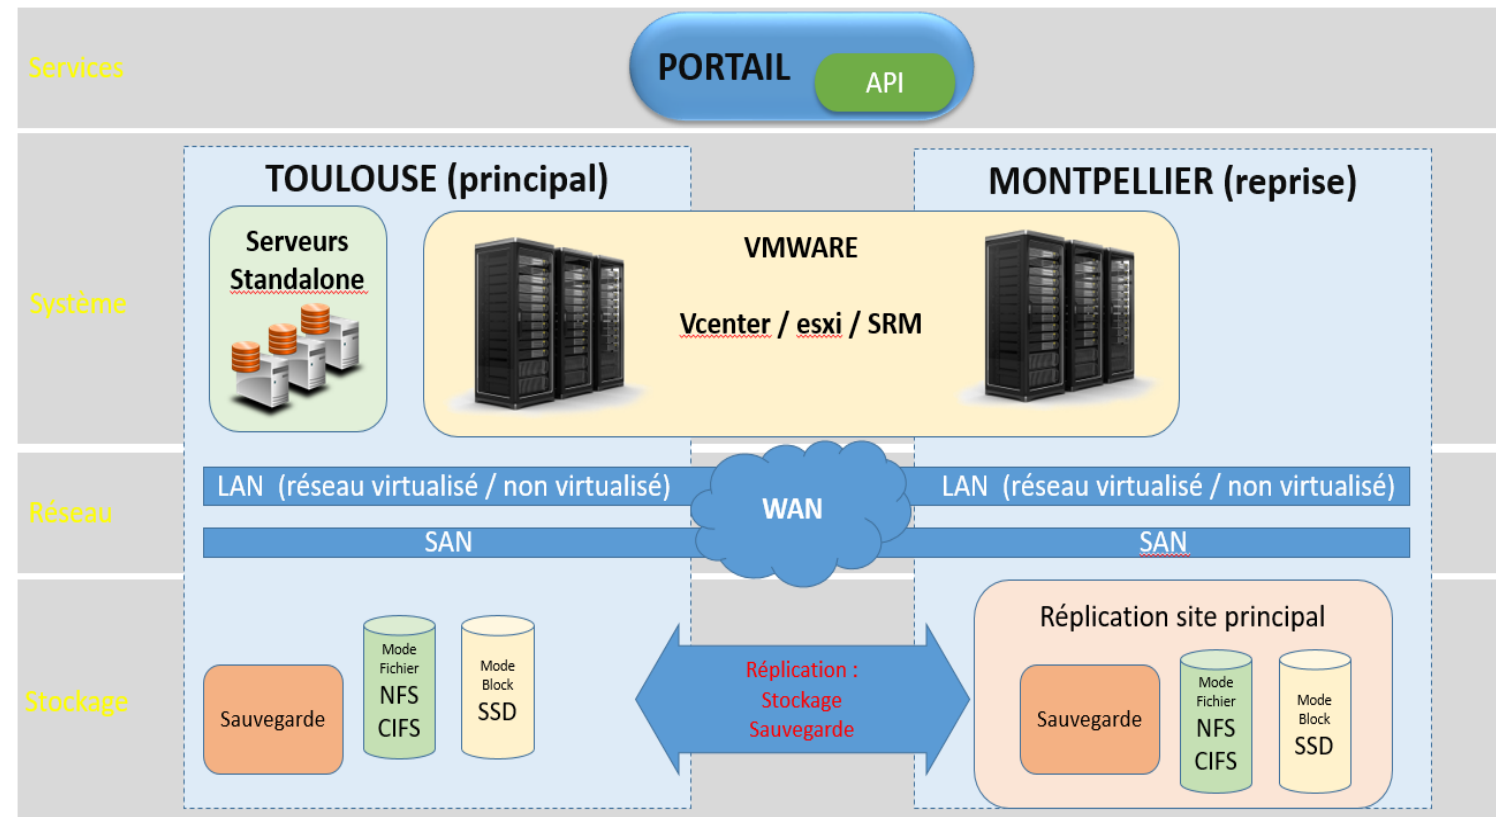 Services
PORTAIL
API
Système
TOULOUSE (principal)
MONTPELLIER (reprise)
Serveurs
Standalone
VMWARE
Vcenter / esxi / SRM
Réseau
LAN (réseau virtualisé / non virtualisé)
WAN
LAN (réseau virtualisé / non virtualisé)
SAN
SAN
Stockage
Sauvegarde
Mode
Fichier
NFS
CIFS
Mode
Block
SSD
Réplication :
Stockage
Sauvegarde
Réplication site principal
Sauvegarde
Mode
Fichier
NFS
CIFS
Mode
Block
SSD